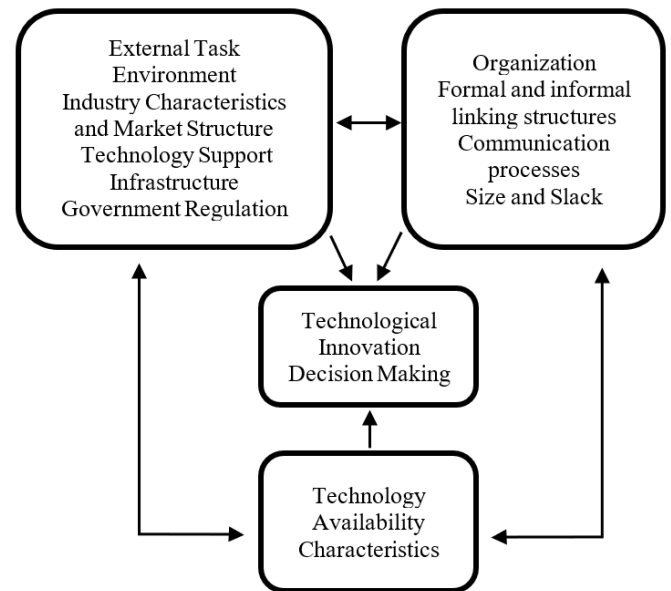 External Task
Environment
Industry Characteristics
and Market Structure
Technology Support
Infrastructure
Government Regulation
Organization
Formal and informal
linking structures
Communication
processes
Size and Slack
Technological
Innovation
Decision Making
Technology
Availability
Characteristics